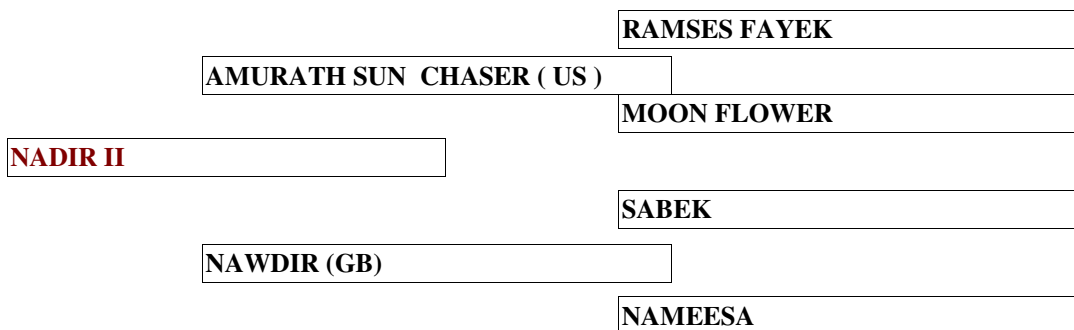 RAMSES FAYEK
AMURATH SUN CHASER ( US )
MOON FLOWER
NADIR II
SABEK
NAWDIR (GB)
NAMEESA